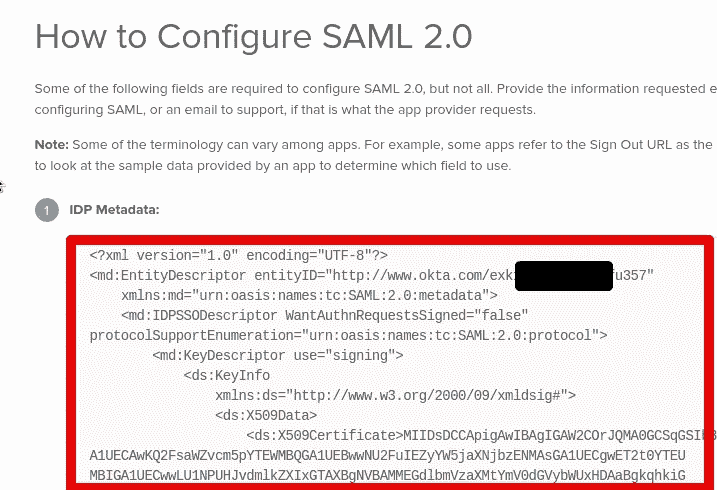 How to Configure SAML 2.0
Some of the following fields are required to configure SAML 2.0, but not all. Provide the information requested
configuring SAML, or an email to support, if that is what the app provider requests.
Note: Some of the terminology can vary among apps. For example, some apps refer to the Sign Out URL as the
to look at the sample data provided by an app to determine which field to use.
1 IDP Metadata:
<?xml version="1.0" encoding="UTF-8"?>
<md:EntityDescriptor entityID="http://www.okta.com/exk u357"
xmlns:md="urn:oasis:names:tc:SAML:2.0:metadata">
<md:IDPSSODescriptor WantAuthnRequestsSigned="false"
protocolSupportEnumeration="urn:oasis:names:tc:SAML:2.0:protocol">
<md:KeyDescriptor use="signing">
<ds:KeyInfo
xmlns:ds="http://www.w3.org/2000/09/xmldsig#">
<ds:X509Data>
<ds:X509Certificate>MIIDsDCCApigAwIBAgIGAW2COrJQMA0GCSqGSIb3
A1UECAwKQ2FsaWZvcm5pYTEWMBQGA1UEBwwNU2FuIEZyYW5jaXNjbzENMAsGA1UECgwET2t0YTEU
MBIGA1UECwwLU1NPUHJvdmlkZXIxGTAXBgNVBAMMEGdlbmVzaXMtYmV0dGVybWUxHDAaBgkqhkiG